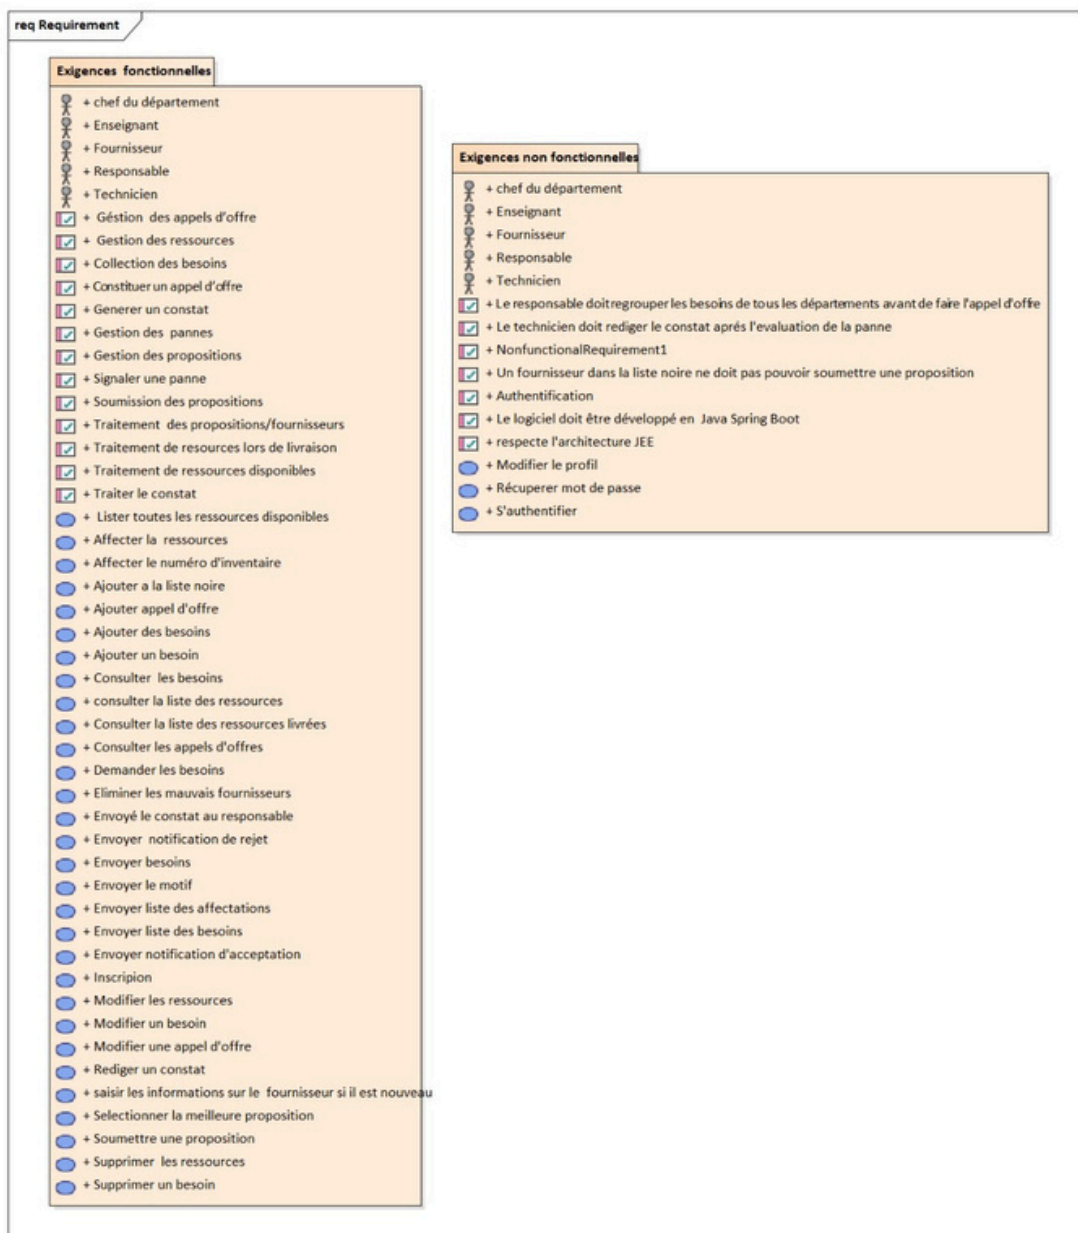 req Requirement
Exigences fonctionnelles
+ chef du département
+ Enseignant
+ Fournisseur
+ Responsable
+ Technicien
+ Géstion des appels d'offre
+ Gestion des ressources
+ Collection des besoins
+ Constituer un appel d'offre
+ Generer un constat
+ Gestion des pannes
+ Gestion des propositions
+ Signaler une panne
+ Soumission des propositions
+ Traitement des propositions/fournisseurs
+ Traitement de resources lors de livraison
+ Traitement de ressources disponibles
+ Traiter le constat
+ Lister toutes les ressources disponibles
+ Affecter la ressources
+ Affecter le numéro d'inventaire
+ Ajouter a la liste noire
+ Ajouter appel d'offre
+ Ajouter des besoins
+ Ajouter un besoin
+ Consulter les besoins
+ consulter la liste des ressources
+ Consulter la liste des ressources livrées
+ Consulter les appels d'offres
+ Demander les besoins
+ Eliminer les mauvais fournisseurs
+ Envoyé le constat au responsable
+ Envoyer notification de rejet
+ Envoyer besoins
+ Envoyer le motif
+ Envoyer liste des affectations
+ Envoyer liste des besoins
+ Envoyer notification d'acceptation
+ Inscripion
+ Modifier les ressources
+ Modifier un besoin
+ Modifier une appel d'offre
+ Rediger un constat
+ saisir les informations sur le fournisseur si il est nouveau
+ Selectionner la meilleure proposition
+ Soumettre une proposition
+ Supprimer les ressources
+ Supprimer un besoin
Exigences non fonctionnelles
+ chef du département
+ Enseignant
+ Fournisseur
+ Responsable
+ Technicien
+ Le responsable doit regrouper les besoins de tous les départements avant de faire l'appel d'offre
+ Le technicien doit rediger le constat aprés l'evaluation de la panne
+ NonfunctionalRequirement1
+ Un fournisseur dans la liste noire ne doit pas pouvoir soumettre une proposition
+ Authentification
+ Le logiciel doit être développé en Java Spring Boot
+ respecte l'architecture JEE
+ Modifier le profil
+ Récuperer mot de passe
+ S'authentifier